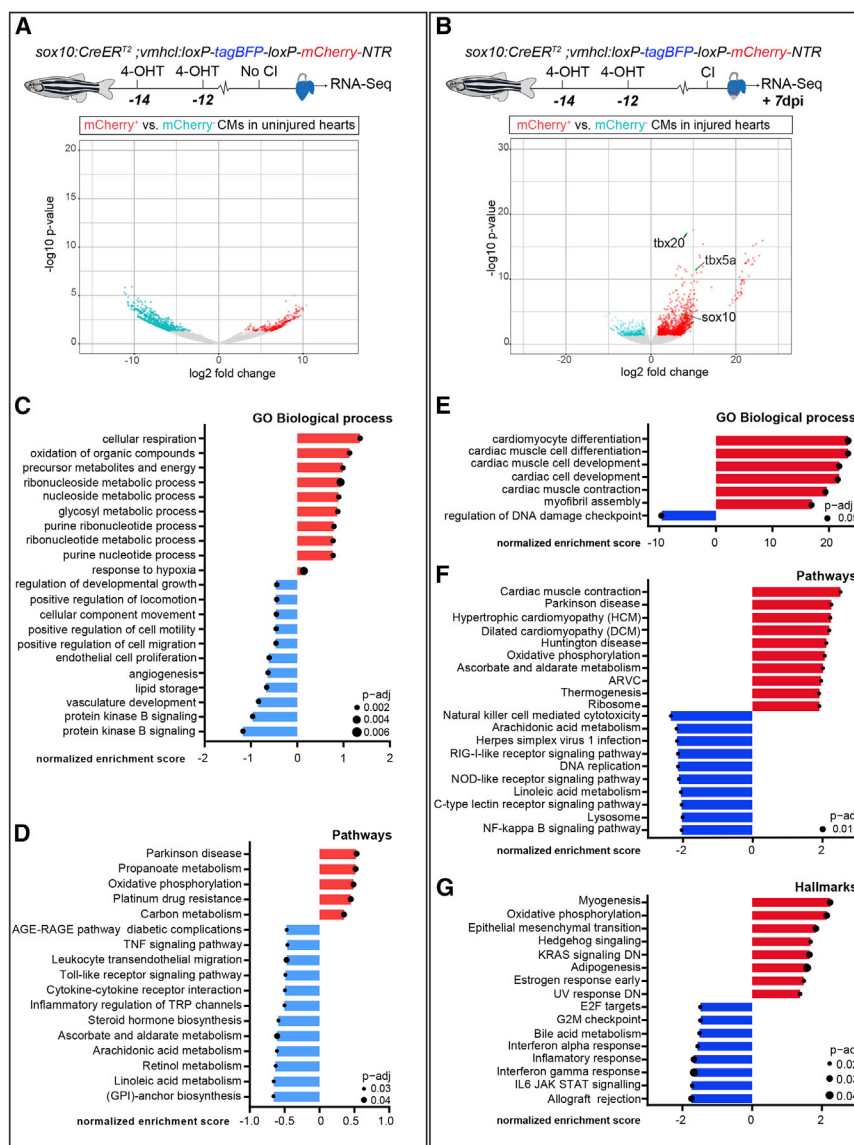 A
sox10:CreERT2 ;vmhcl:loxP-tagBFP-loxP-mCherry-NTR
4-OHT 4-OHT No CI
RNA-Seq
-14 -12
mCherry+ vs. mCherry- CMs in uninjured hearts
20
15
10
5
0
-log10 p-value
-10 0 10
log2 fold change
B
sox10:CreERT2 ;vmhcl:loxP-tagBFP-loxP-mCherry-NTR
4-OHT 4-OHT CI
RNA-Seq
-14 -12 + 7dpi
mCherry+ vs. mCherry- CMs in injured hearts
30
20
10
0
-log10 p-value
tbx20
tbx5a
sox10
-20 0 20
log2 fold change
C
GO Biological process
cellular respiration
oxidation of organic compounds
precursor metabolites and energy
ribonucleoside metabolic process
nucleoside metabolic process
glycosyl metabolic process
purine ribonucleotide process
ribonucleotide metabolic process
purine nucleotide process
response to hypoxia
regulation of developmental growth
positive regulation of locomotion
cellular component movement
positive regulation of cell motility
positive regulation of cell migration
endothelial cell proliferation
angiogenesis
lipid storage
vasculature development
protein kinase B signaling
protein kinase B signaling
p-adj
0.002
0.004
0.006
normalized enrichment score
-2 -1 0 1 2
D
Pathways
Parkinson disease
Propanoate metabolism
Oxidative phosphorylation
Platinum drug resistance
Carbon metabolism
AGE-RAGE pathway diabetic complications
TNF signaling pathway
Leukocyte transendothelial migration
Toll-like receptor signaling pathway
Cytokine-cytokine receptor interaction
Inflammatory regulation of TRP channels
Steroid hormone biosynthesis
Ascorbate and aldarate metabolism
Arachidonic acid metabolism
Retinol metabolism
Linoleic acid metabolism
(GPI)-anchor biosynthesis
p-adj
0.03
0.04
normalized enrichment score
-1.0 -0.5 0 0.5 1.0
E
GO Biological process
cardiomyocyte differentiation
cardiac muscle cell differentiation
cardiac muscle cell development
cardiac cell development
cardiac muscle contraction
myofibril assembly
regulation of DNA damage checkpoint
p-adj
0.05
normalized enrichment score
-10 0 10 20
F
Pathways
Cardiac muscle contraction
Parkinson disease
Hypertrophic cardiomyopathy (HCM)
Dilated cardiomyopathy (DCM)
Huntington disease
Oxidative phosphorylation
Ascorbate and aldarate metabolism
ARVC
Thermogenesis
Ribosome
Natural killer cell mediated cytotoxicity
Arachidonic acid metabolism
Herpes simplex virus 1 infection
RIG-I-like receptor signaling pathway
DNA replication
NOD-like receptor signaling pathway
Linoleic metabolism
C-type lectin receptor signaling pathway
Lysosome
NF-kappa B signaling pathway
p-adj
0.01
normalized enrichment score
-2 0 2
G
Hallmarks
Myogenesis
Oxidative phosphorylation
Epithelial mesenchymal transition
Hedgehog singaling
KRAS signaling DN
Adipogenesis
Estrogen response early
UV response DN
E2F targets
G2M checkpoint
Bile acid metabolism
Interferon alpha response
Inflamatory response
Interferon gamma response
IL6 JAK STAT signalling
Allograft rejection
p-adj
0.02
0.03
0.04
normalized enrichment score
-2 0 2